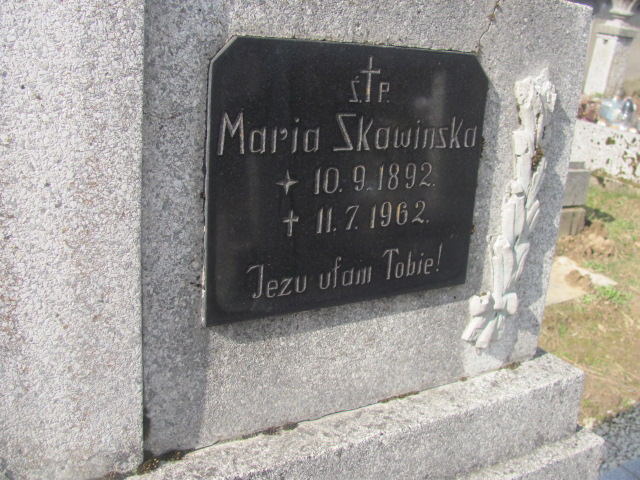 Ś.†P.
Maria Skawinska
10.9.1892.
† 11.7.1962.
Jezu ufam Tobie!